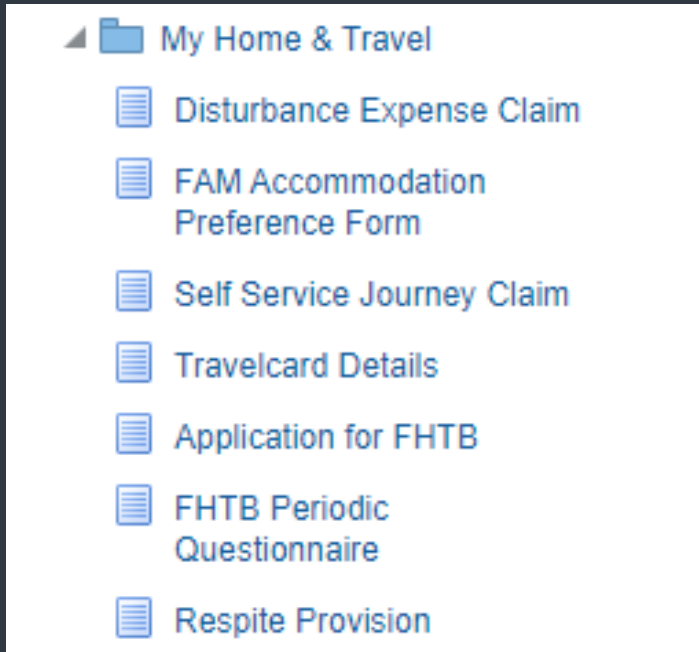 My Home & Travel
Disturbance Expense Claim
FAM Accommodation
Preference Form
Self Service Journey Claim
Travelcard Details
Application for FHTB
FHTB Periodic
Questionnaire
Respite Provision